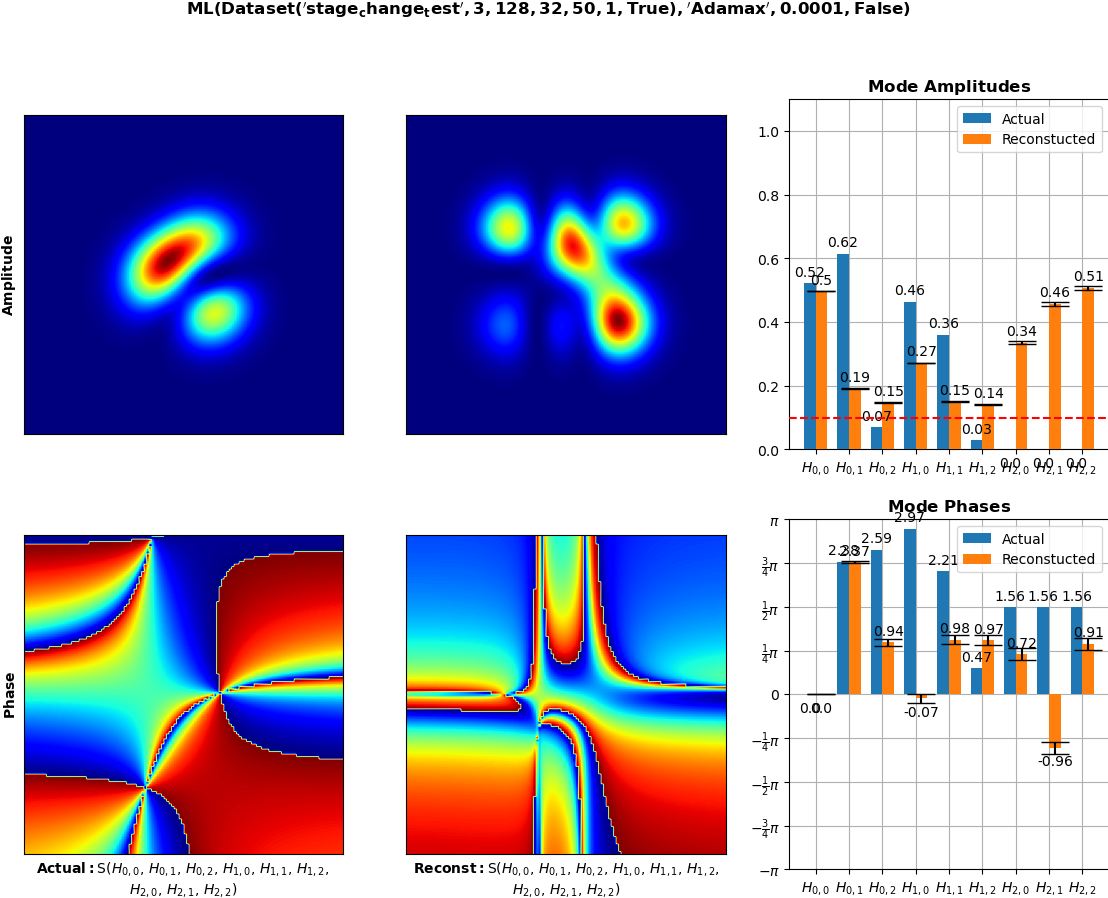 ML(Dataset('stage_change_test', 3, 128, 32, 50, 1, True), 'Adamax', 0.0001, False)
Amplitude
Mode Amplitudes
Actual
Reconstucted
1.0
0.8
0.6
0.4
0.2
0.0
0.52 0.5 0.62 0.19 0.07 0.15 0.46 0.27 0.36 0.15 0.03 0.14 0.0 0.34 0.0 0.46 0.0 0.51
H0,0 H0,1 H0,2 H1,0 H1,1 H1,2 H2,0 H2,1 H2,2
Phase
Actual: S(H0,0, H0,1, H0,2, H1,0, H1,1, H1,2,
H2,0, H2,1, H2,2)
Reconst: S(H0,0, H0,1, H0,2, H1,0, H1,1, H1,2,
H2,0, H2,1, H2,2)
Mode Phases
Actual
Reconstucted
π
3/4π
1/2π
1/4π
0
−1/4π
−1/2π
−3/4π
−π
0.0 0.0 2.38 2.37 2.59 0.94 2.97 -0.07 2.21 0.98 0.47 0.97 1.56 0.72 1.56 -0.96 1.56 0.91
H0,0 H0,1 H0,2 H1,0 H1,1 H1,2 H2,0 H2,1 H2,2